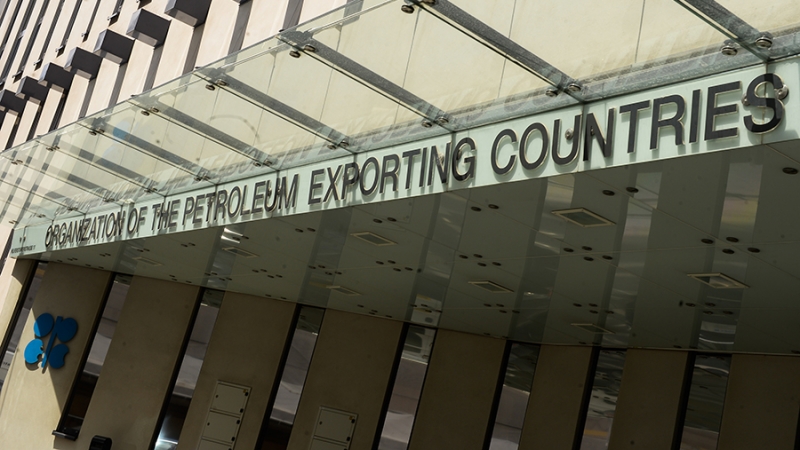 ORGANIZATION OF THE PETROLEUM EXPORTING COUNTRIES